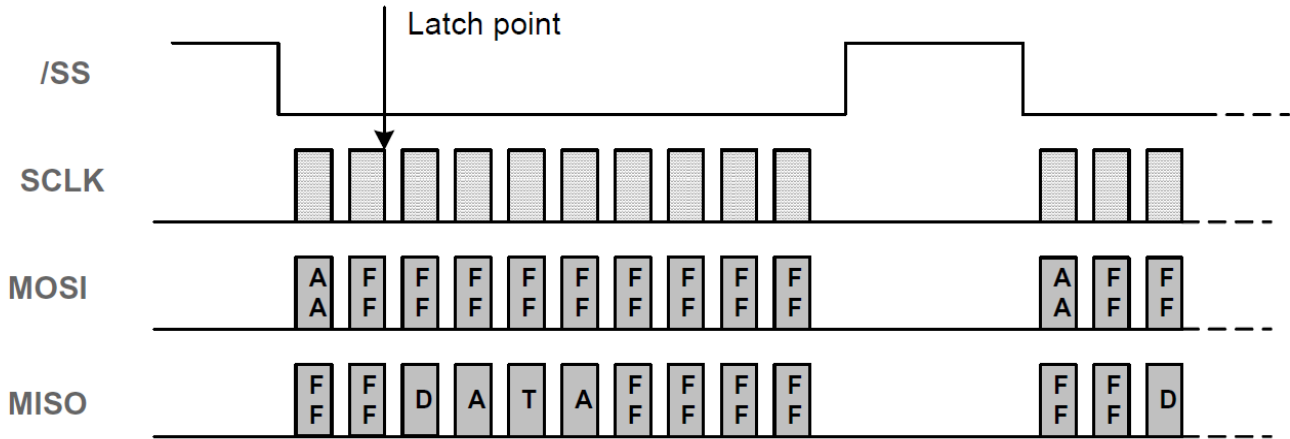 Latch point
/SS
SCLK
MOSI
A F F F F F F F F F A F F
A F F F F F F F F F A F F
MISO
F F D A T A F F F F F F D
F F F F F F F F